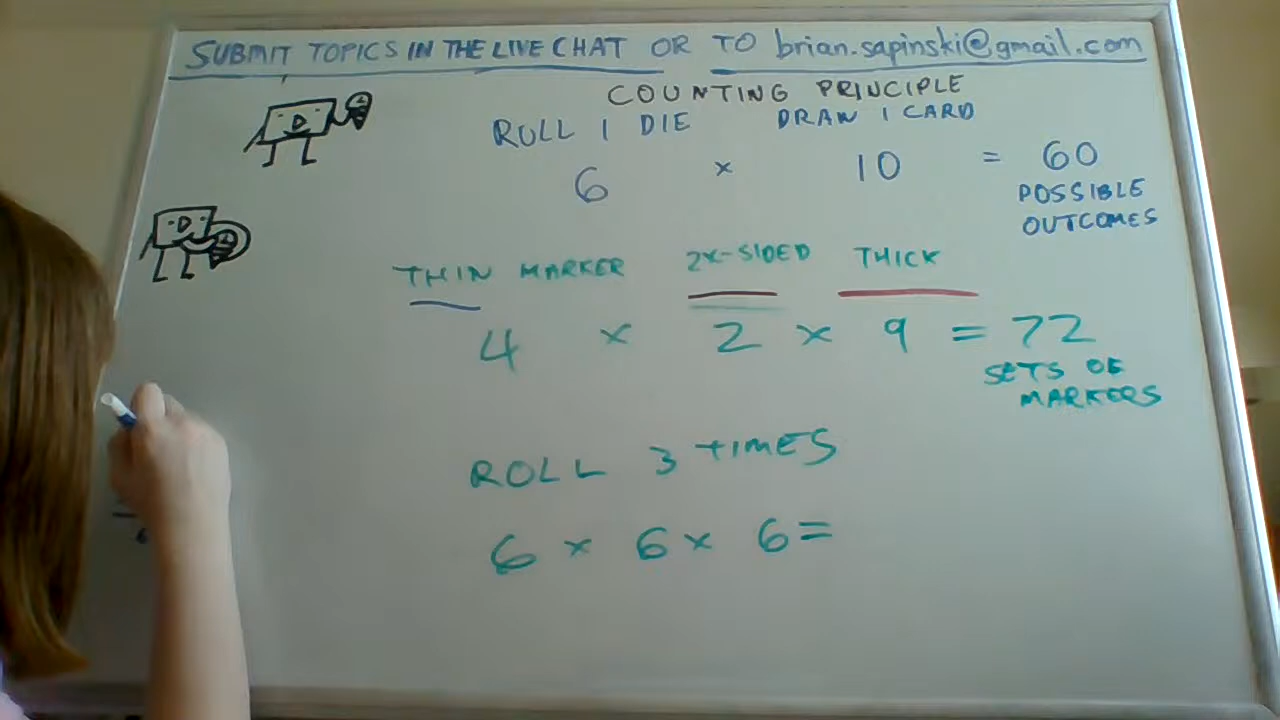 SUBMIT TOPICS IN THE LIVE CHAT OR TO brian.sapinski@gmail.com
COUNTING PRINCIPLE
ROLL 1 DIE DRAW 1 CARD
6 x 10 = 60
POSSIBLE
OUTCOMES
THIN MARKER 2X-SIDED THICK
4 x 2 x 9 = 72
SETS OF
MARKERS
ROLL 3 TIMES
6 x 6 x 6 =
6